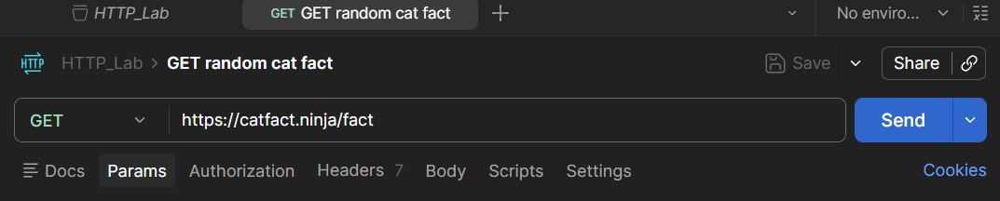 HTTP_Lab GET GET random cat fact No enviro...
HTTP HTTP_Lab > GET random cat fact Save Share
GET https://catfact.ninja/fact Send
Docs Params Authorization Headers 7 Body Scripts Settings Cookies